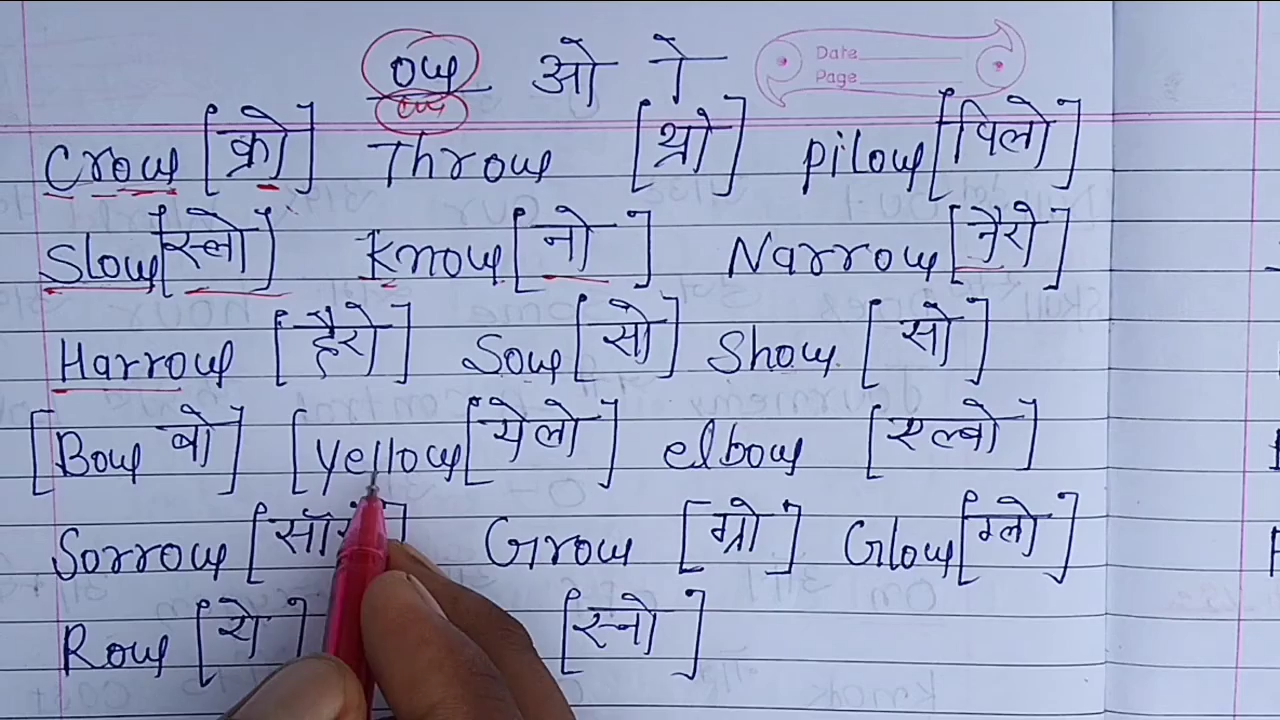 ow ओ ो Date
ow Page
Crow [क्रो] Throw [थ्रो] pilow [पिलो]
Slow [स्लो] Know [नो] Narrow [नैरो]
Harrow [हैरो] Sow [सो] Show [सो]
[Bow बो] [yellow [येलो] elbow [एल्बो]
Sorrow [सॉ ] Grow [ग्रो] Glow [ग्लो]
Row [रो] [स्नो]